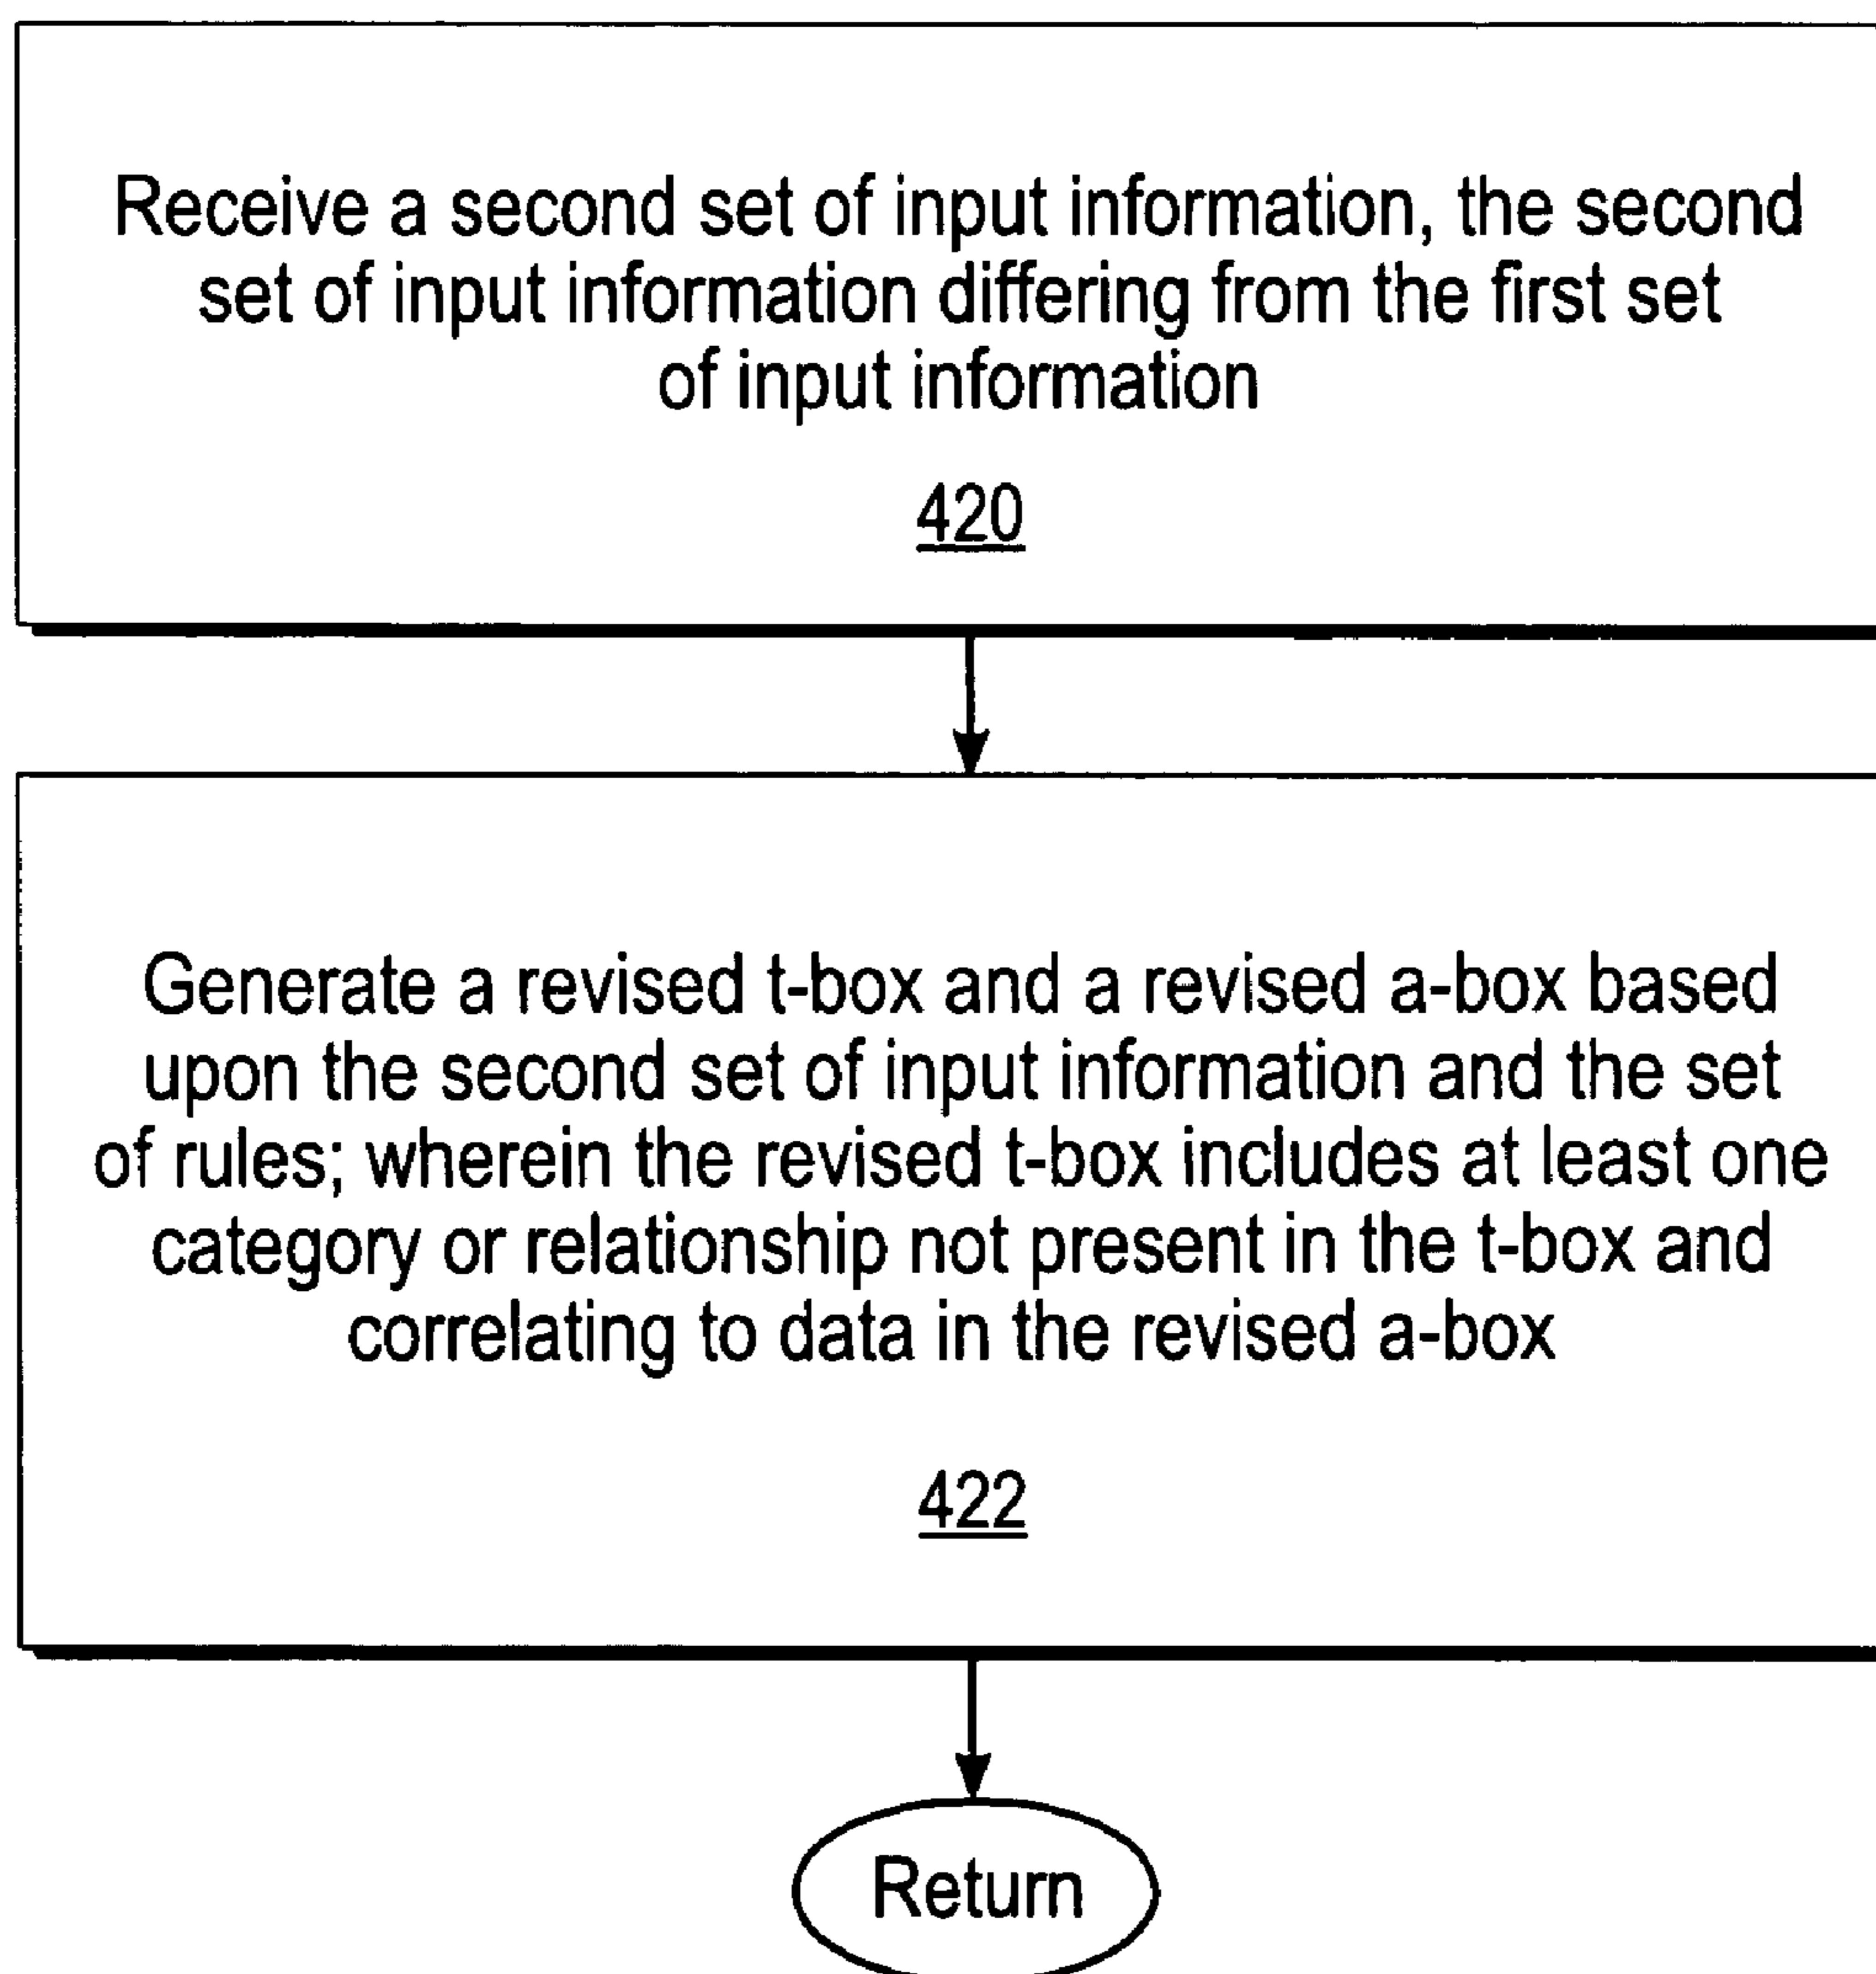 Receive a second set of input information, the second
set of input information differing from the first set
of input information
420
Generate a revised t-box and a revised a-box based
upon the second set of input information and the set
of rules; wherein the revised t-box includes at least one
category or relationship not present in the t-box and
correlating to data in the revised a-box
422
Return